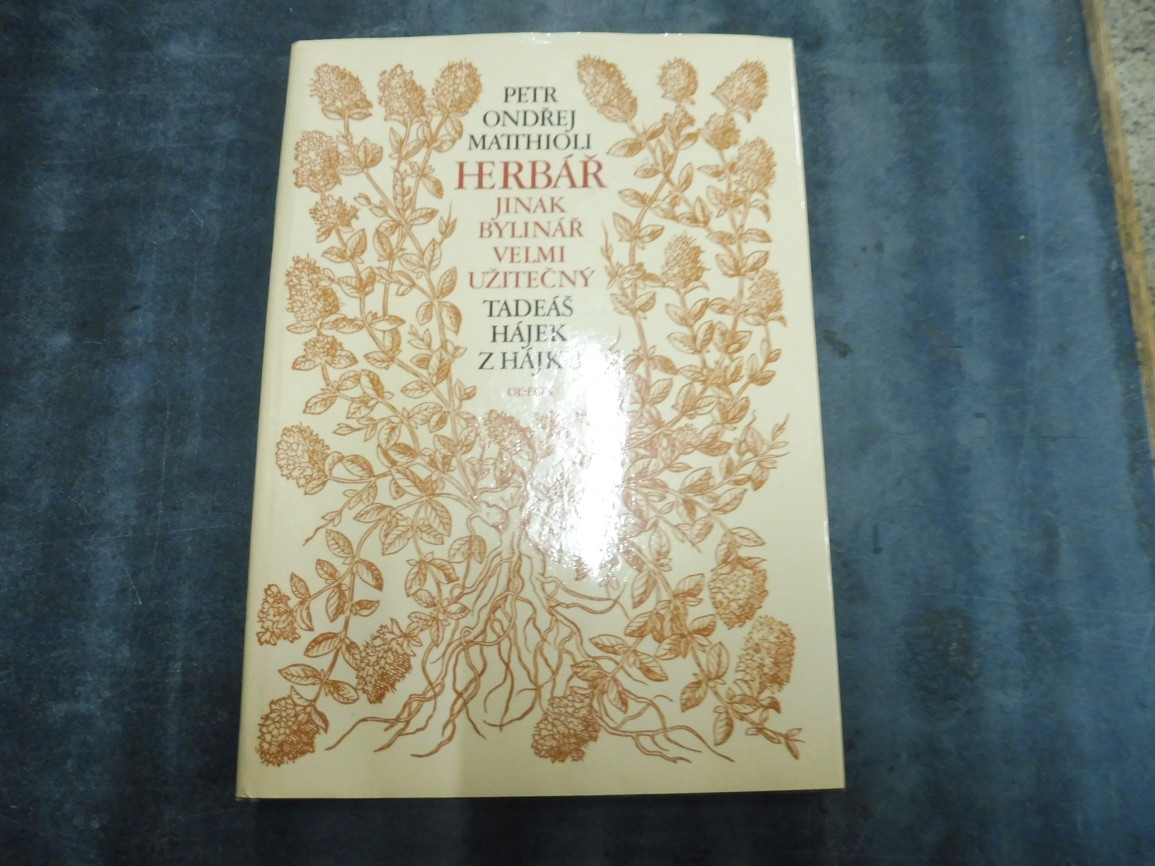 PETR
ONDŘEJ
MATTHIOLI
HERBÁŘ
JINAK
BYLINÁŘ
VELMI
UŽITEČNÝ
TADEÁŠ
HÁJEK
Z